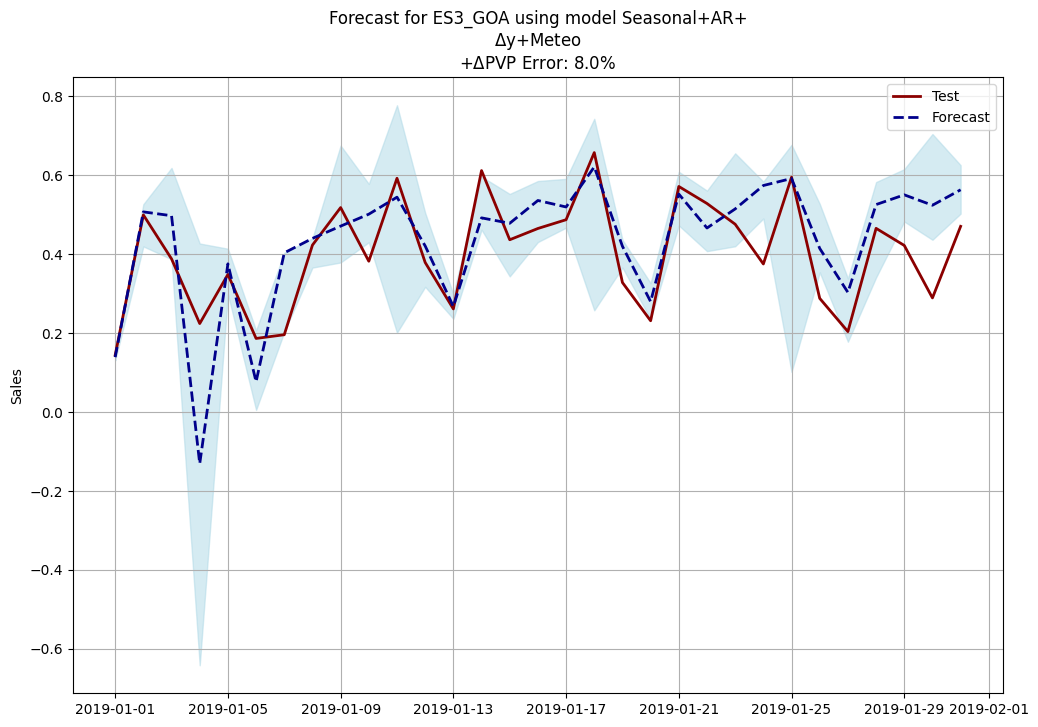 Forecast for ES3_GOA using model Seasonal+AR+
Δy+Meteo
+ΔPVP Error: 8.0%
Test
Forecast
Sales
0.8
0.6
0.4
0.2
0.0
−0.2
−0.4
−0.6
2019-01-01
2019-01-05
2019-01-09
2019-01-13
2019-01-17
2019-01-21
2019-01-25
2019-01-29
2019-02-01